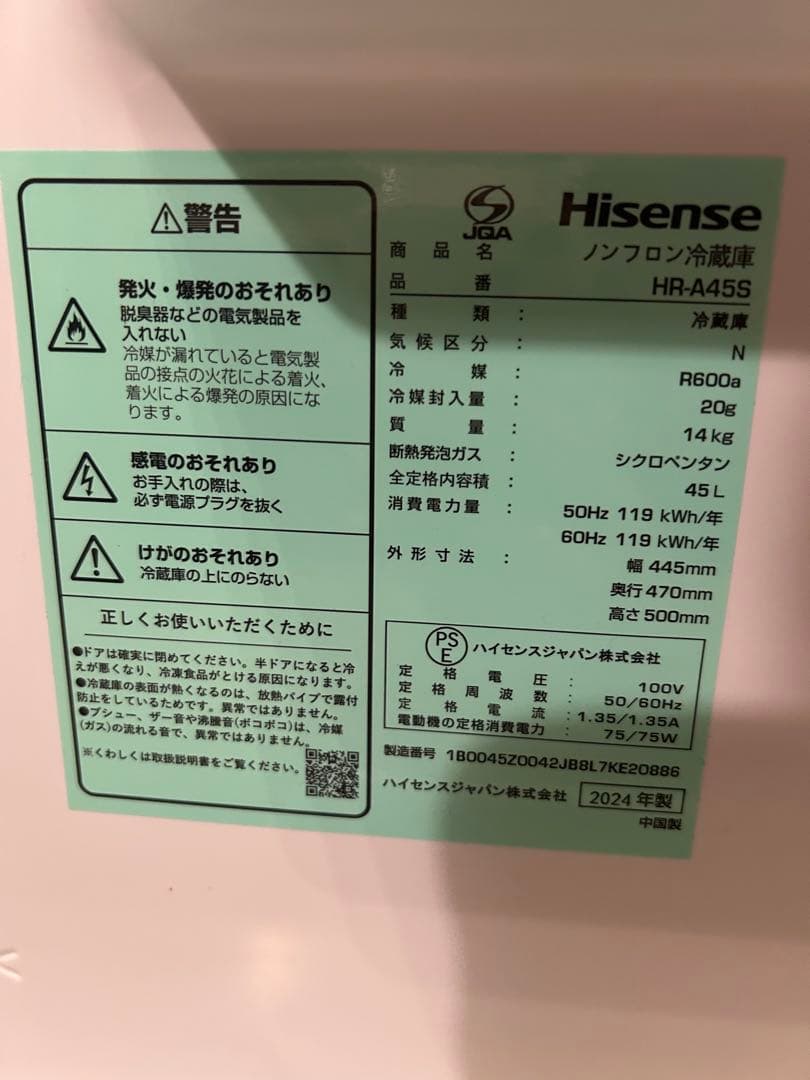 ⚠警告
発火・爆発のおそれあり
脱臭器などの電気製品を
入れない
冷媒が漏れていると電気製
品の接点の火花による着火、
着火による爆発の原因にな
ります。
感電のおそれあり
お手入れの際は、
必ず電源プラグを抜く
けがのおそれあり
冷蔵庫の上にのらない
正しくお使いいただくために
●ドアは確実に閉めてください。半ドアになると冷
えが悪くなり、冷凍食品がとける原因になります。
●冷蔵庫の表面が熱くなるのは、放熱パイプで露付
防止をしているためです。異常ではありません。
●プシュー、ザー音や沸騰音(ボコボコ)は、冷媒
(ガス)の流れる音で、異常ではありません。
※くわしくは取扱説明書をご覧ください。
JQA
Hisense
商品名 ノンフロン冷蔵庫
品番 HR-A45S
種類 : 冷蔵庫
気候区分 : N
冷媒 : R600a
冷媒封入量 : 20g
質量 : 14kg
断熱発泡ガス : シクロペンタン
全定格内容積 : 45L
消費電力量 : 50Hz 119 kWh/年
60Hz 119 kWh/年
外形寸法 : 幅 445mm
奥行 470mm
高さ 500mm
PS
E
ハイセンスジャパン株式会社
定格電圧 : 100V
定格周波数 : 50/60Hz
定格電流 : 1.35/1.35A
電動機の定格消費電力 : 75/75W
製造番号 1B0045Z0042JB8L7KE20886
ハイセンスジャパン株式会社 2024年製
中国製